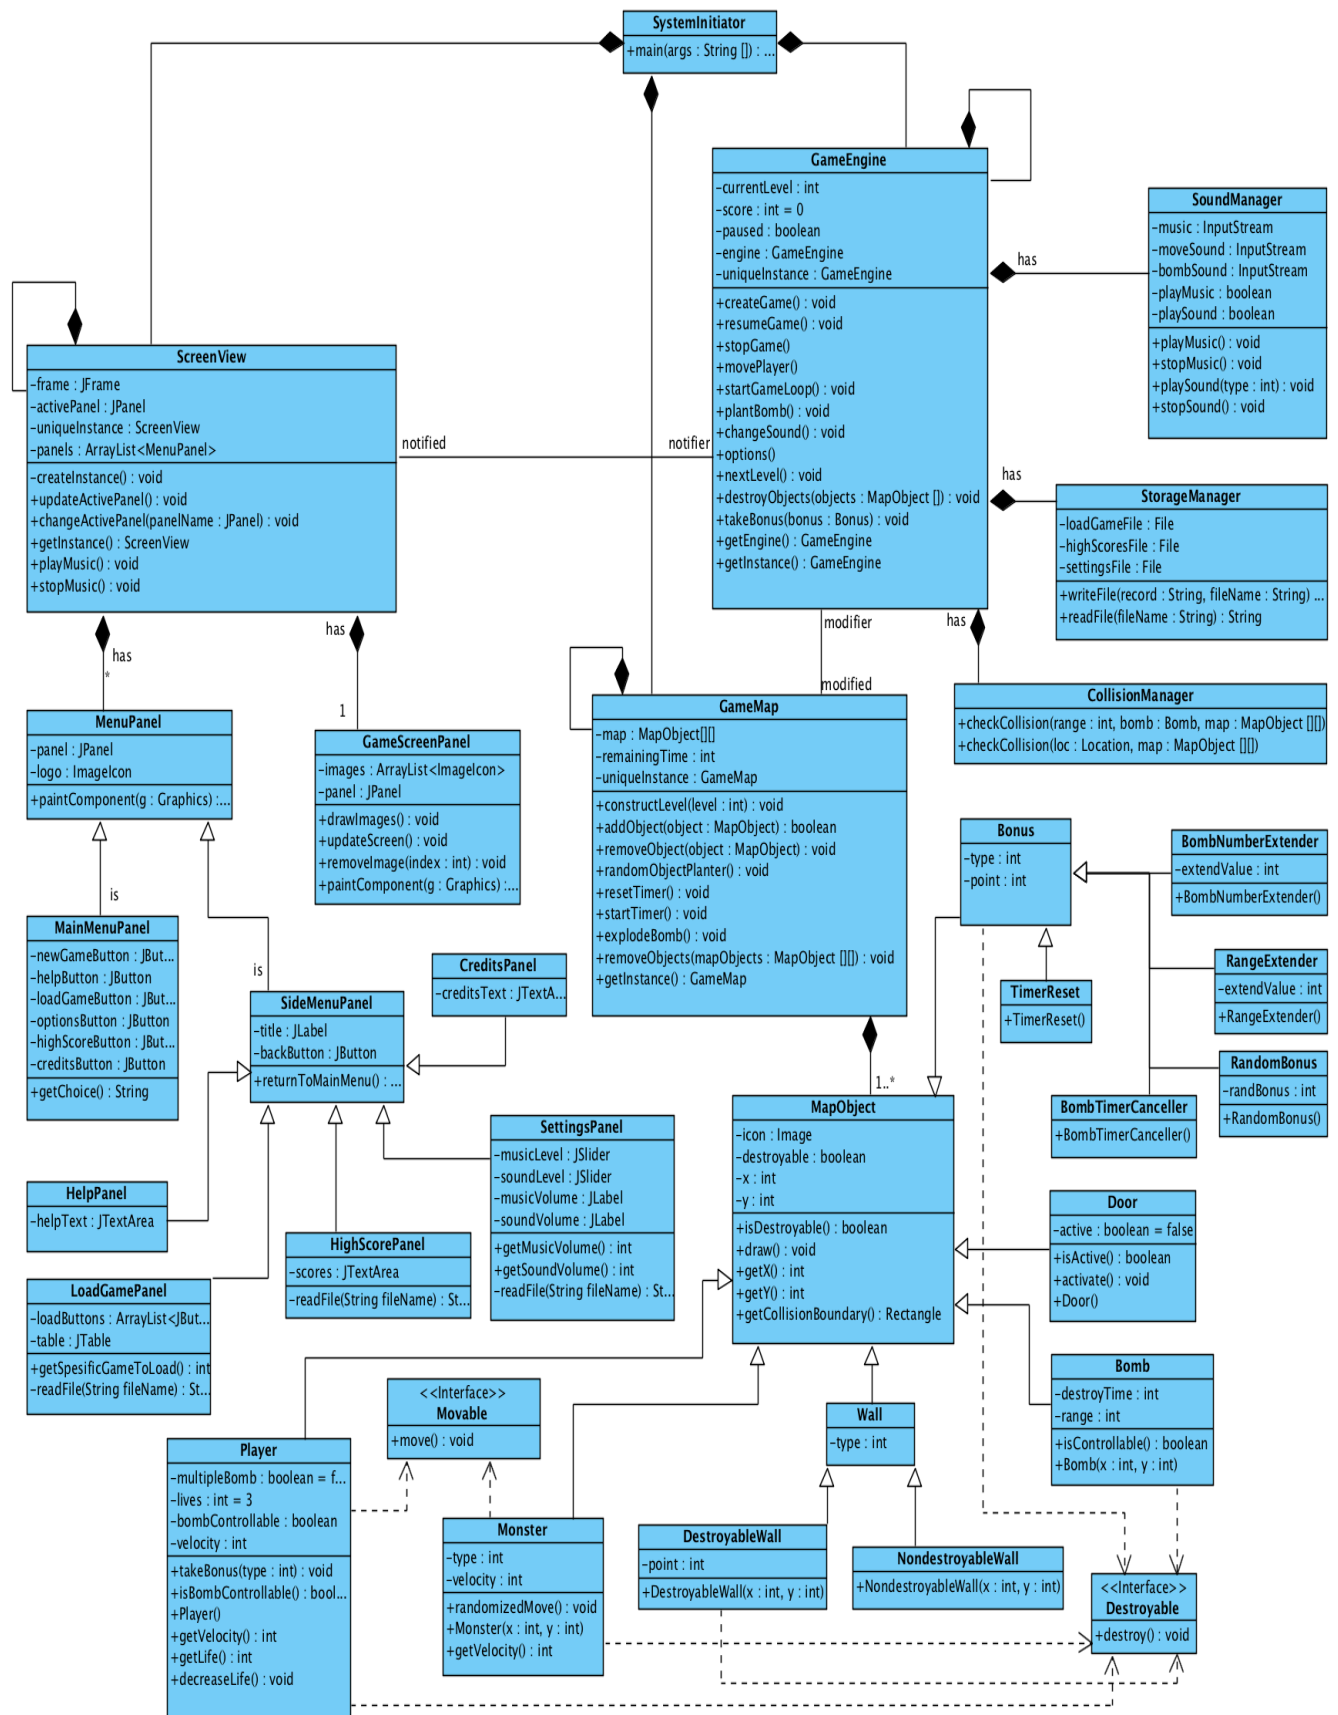 SystemInitiator
+main(args : String []) : ...
GameEngine
-currentLevel : int
-score : int = 0
-paused : boolean
-engine : GameEngine
-uniqueInstance : GameEngine
+createGame() : void
+resumeGame() : void
+stopGame()
+movePlayer()
+startGameLoop() : void
+plantBomb() : void
+changeSound() : void
+options()
+nextLevel() : void
+destroyObjects(objects : MapObject []) : void
+takeBonus(bonus : Bonus) : void
+getEngine() : GameEngine
+getInstance() : GameEngine
has
SoundManager
-music : InputStream
-moveSound : InputStream
-bombSound : InputStream
-playMusic : boolean
-playSound : boolean
+playMusic() : void
+stopMusic() : void
+playSound(type : int) : void
+stopSound() : void
ScreenView
-frame : JFrame
-activePanel : JPanel
-uniqueInstance : ScreenView
-panels : ArrayList<MenuPanel>
-createInstance() : void
+updateActivePanel() : void
+changeActivePanel(panelName : JPanel) : void
+getInstance() : ScreenView
+playMusic() : void
+stopMusic() : void
notified
notifier
has
StorageManager
-loadGameFile : File
-highScoresFile : File
-settingsFile : File
+writeFile(record : String, fileName : String) ...
+readFile(fileName : String) : String
has
*
has
1
modifier
modified
has
CollisionManager
+checkCollision(range : int, bomb : Bomb, map : MapObject [][])
+checkCollision(loc : Location, map : MapObject [][])
MenuPanel
-panel : JPanel
-logo : ImageIcon
+paintComponent(g : Graphics) :...
GameScreenPanel
-images : ArrayList<ImageIcon>
-panel : JPanel
+drawImages() : void
+updateScreen() : void
+removeImage(index : int) : void
+paintComponent(g : Graphics) :...
GameMap
-map : MapObject[][]
-remainingTime : int
-uniqueInstance : GameMap
+constructLevel(level : int) : void
+addObject(object : MapObject) : boolean
+removeObject(object : MapObject) : void
+randomObjectPlanter() : void
+resetTimer() : void
+startTimer() : void
+explodeBomb() : void
+removeObjects(mapObjects : MapObject [][]) : void
+getInstance() : GameMap
1..*
Bonus
-type : int
-point : int
BombNumberExtender
-extendValue : int
+BombNumberExtender()
RangeExtender
-extendValue : int
+RangeExtender()
TimerReset
+TimerReset()
RandomBonus
-randBonus : int
+RandomBonus()
BombTimerCanceller
+BombTimerCanceller()
is
MainMenuPanel
-newGameButton : JBut...
-helpButton : JButton
-loadGameButton : JBut...
-optionsButton : JButton
-highScoreButton : JBut...
-creditsButton : JButton
+getChoice() : String
is
SideMenuPanel
-title : JLabel
-backButton : JButton
+returnToMainMenu() : ...
CreditsPanel
-creditsText : JTextA...
MapObject
-icon : Image
-destroyable : boolean
-x : int
-y : int
+isDestroyable() : boolean
+draw() : void
+getX() : int
+getY() : int
+getCollisionBoundary() : Rectangle
SettingsPanel
-musicLevel : JSlider
-soundLevel : JSlider
-musicVolume : JLabel
-soundVolume : JLabel
+getMusicVolume() : int
+getSoundVolume() : int
-readFile(String fileName) : St...
HelpPanel
-helpText : JTextArea
HighScorePanel
-scores : JTextArea
-readFile(String fileName) : St...
LoadGamePanel
-loadButtons : ArrayList<JBut...
-table : JTable
+getSpesificGameToLoad() : int
-readFile(String fileName) : St...
Door
-active : boolean = false
+isActive() : boolean
+activate() : void
+Door()
Bomb
-destroyTime : int
-range : int
+isControllable() : boolean
+Bomb(x : int, y : int)
<<Interface>>
Movable
+move() : void
Wall
-type : int
Player
-multipleBomb : boolean = f...
-lives : int = 3
-bombControllable : boolean
-velocity : int
+takeBonus(type : int) : void
+isBombControllable() : bool...
+Player()
+getVelocity() : int
+getLife() : int
+decreaseLife() : void
Monster
-type : int
-velocity : int
+randomizedMove() : void
+Monster(x : int, y : int)
+getVelocity() : int
DestroyableWall
-point : int
+DestroyableWall(x : int, y : int)
NondestroyableWall
+NondestroyableWall(x : int, y : int)
<<Interface>>
Destroyable
+destroy() : void